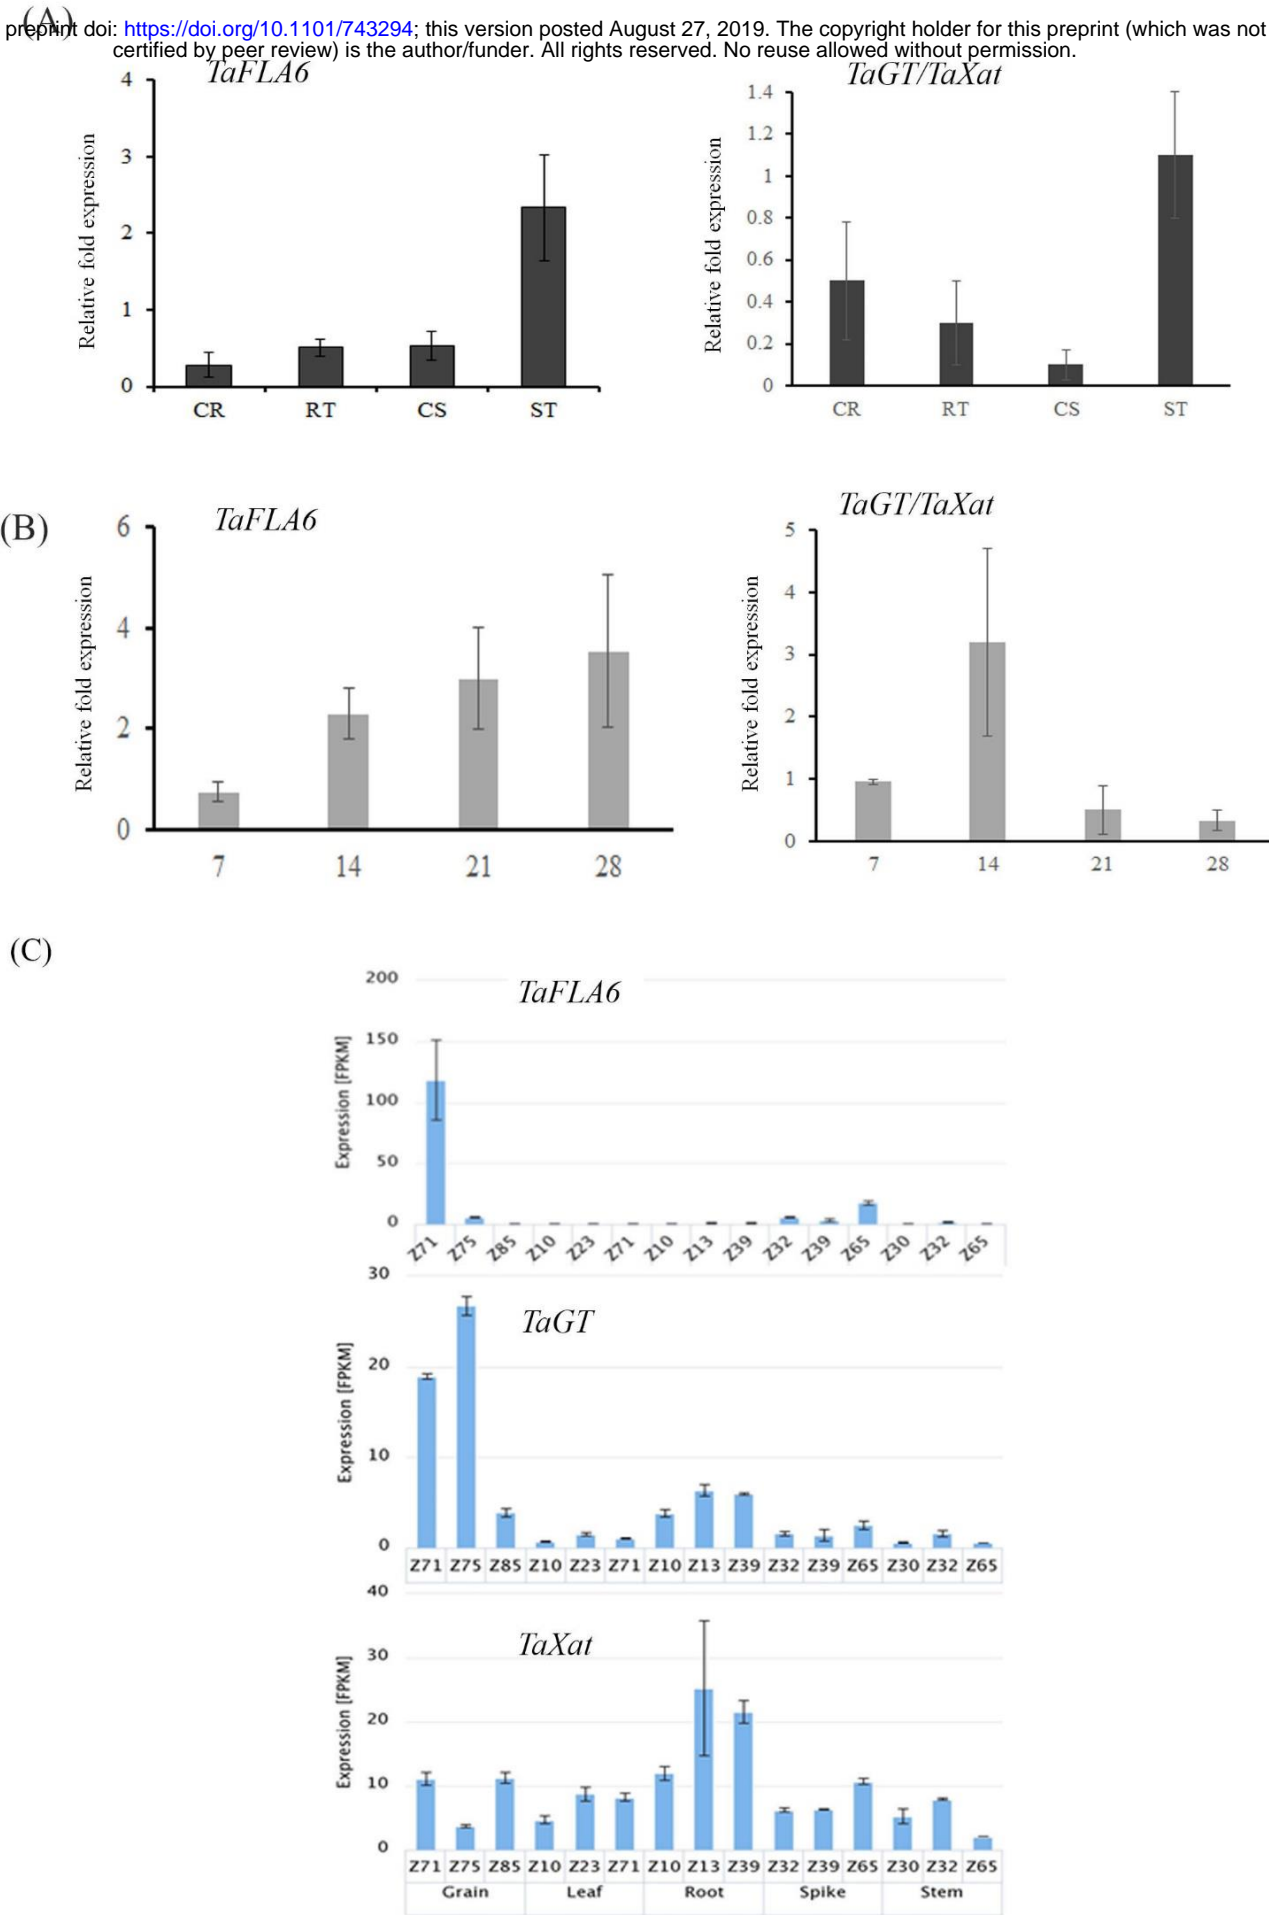 (A)
preprint doi: https://doi.org/10.1101/743294; this version posted August 27, 2019. The copyright holder for this preprint (which was not
certified by peer review) is the author/funder. All rights reserved. No reuse allowed without permission.
TaFLA6
4
3
2
1
0
Relative fold expression
CR RT CS ST
TaGT/TaXat
1.4
1.2
1
0.8
0.6
0.4
0.2
0
Relative fold expression
CR RT CS ST
(B)
TaFLA6
6
4
2
0
Relative fold expression
7 14 21 28
TaGT/TaXat
5
4
3
2
1
0
Relative fold expression
7 14 21 28
(C)
TaFLA6
200
150
100
50
0
Expression [FPKM]
Z71 Z75 Z85 Z10 Z23 Z71 Z10 Z13 Z39 Z32 Z39 Z65 Z30 Z32 Z65
TaGT
30
20
10
0
Expression [FPKM]
Z71 Z75 Z85 Z10 Z23 Z71 Z10 Z13 Z39 Z32 Z39 Z65 Z30 Z32 Z65
TaXat
40
30
20
10
0
Expression [FPKM]
Z71 Z75 Z85 Z10 Z23 Z71 Z10 Z13 Z39 Z32 Z39 Z65 Z30 Z32 Z65
Grain Leaf Root Spike Stem